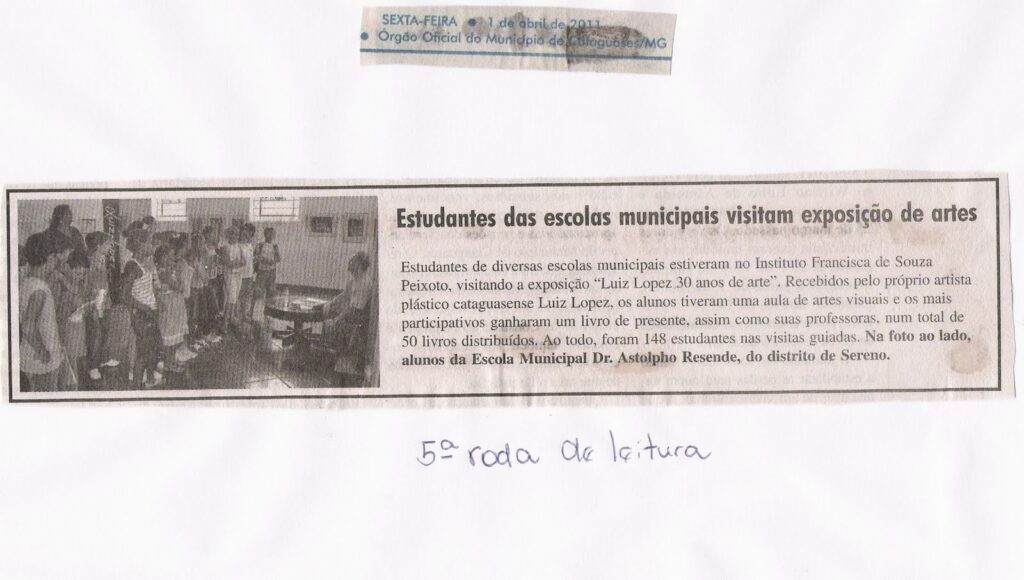 SEXTA-FEIRA ● 1 de abril de 2011
● Órgão Oficial do Município de Cataguases/MG
Estudantes das escolas municipais visitam exposição de artes
Estudantes de diversas escolas municipais estiveram no Instituto Francisca de Souza
Peixoto, visitando a exposição "Luiz Lopez 30 anos de arte". Recebidos pelo próprio artista
plástico cataguasense Luiz Lopez, os alunos tiveram uma aula de artes visuais e os mais
participativos ganharam um livro de presente, assim como suas professoras, num total de
50 livros distribuídos. Ao todo, foram 148 estudantes nas visitas guiadas. Na foto ao lado,
alunos da Escola Municipal Dr. Astolpho Resende, do distrito de Sereno.
5ª roda de leitura